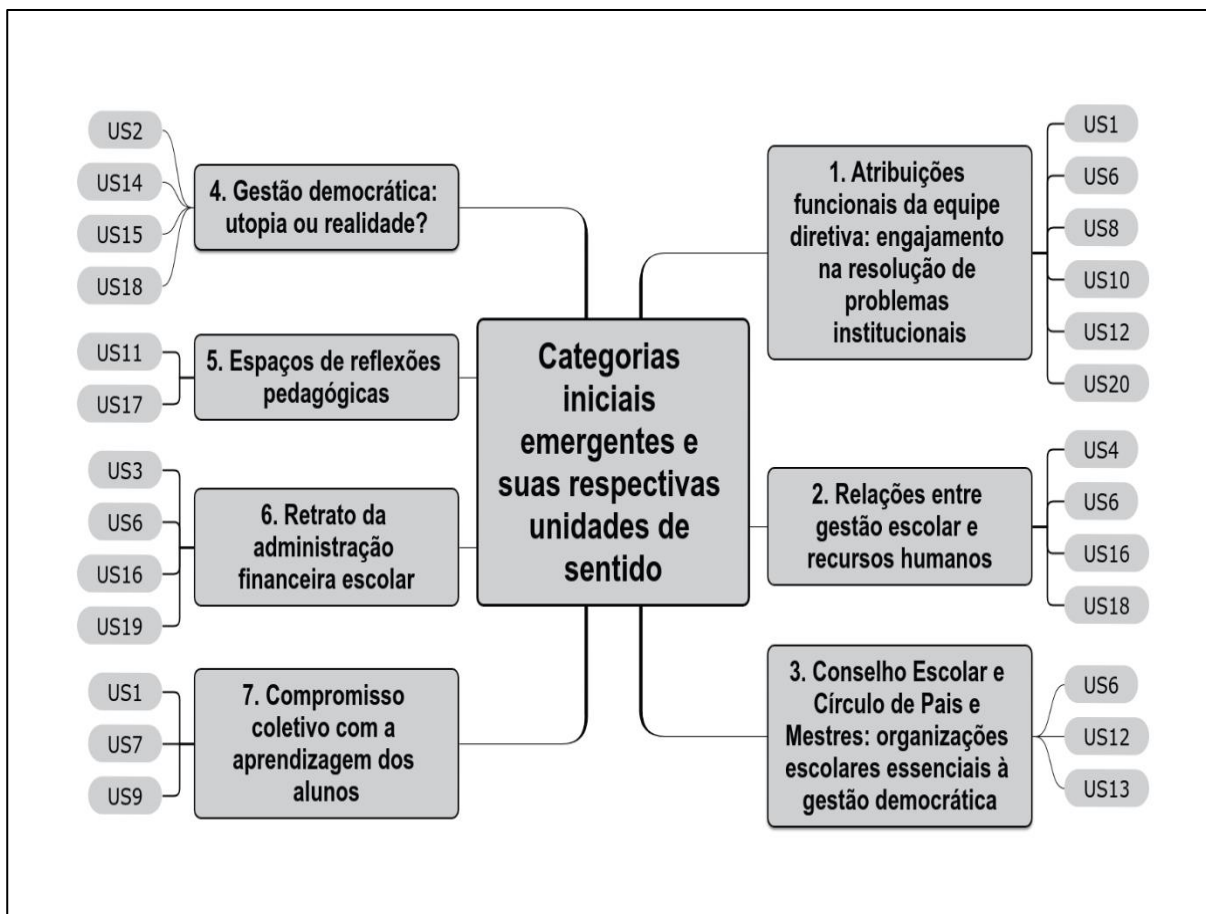 Categorias
iniciais
emergentes e
suas respectivas
unidades de
sentido
1. Atribuições
funcionais da equipe
diretiva: engajamento
na resolução de
problemas
institucionais
US1
US6
US8
US10
US12
US20
2. Relações entre
gestão escolar e
recursos humanos
US4
US6
US16
US18
3. Conselho Escolar e
Círculo de Pais e
Mestres: organizações
escolares essenciais à
gestão democrática
US6
US12
US13
4. Gestão democrática:
utopia ou realidade?
US2
US14
US15
US18
5. Espaços de reflexões
pedagógicas
US11
US17
6. Retrato da
administração
financeira escolar
US3
US6
US16
US19
7. Compromisso
coletivo com a
aprendizagem dos
alunos
US1
US7
US9